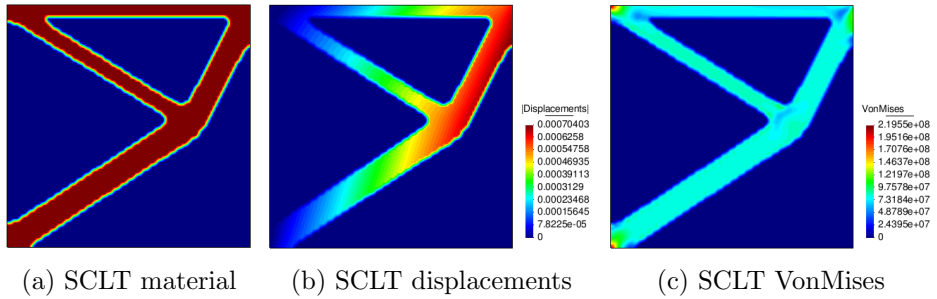 |Displacements|
0.00070403
0.0006258
0.00054758
0.00046935
0.00039113
0.0003129
0.00023468
0.00015645
7.8225e-05
0
VonMises
2.1955e+08
1.9516e+08
1.7076e+08
1.4637e+08
1.2197e+08
9.7578e+07
7.3184e+07
4.8789e+07
2.4395e+07
0
(a) SCLT material
(b) SCLT displacements
(c) SCLT VonMises